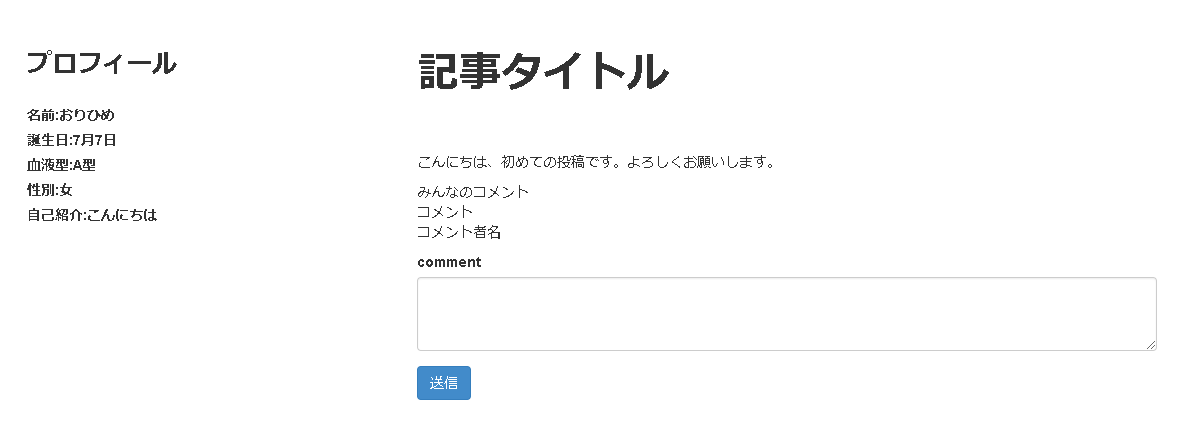 プロフィール
名前:おりひめ
誕生日:7月7日
血液型:A型
性別:女
自己紹介:こんにちは
記事タイトル
こんにちは、初めての投稿です。よろしくお願いします。
みんなのコメント
コメント
コメント者名
comment
送信